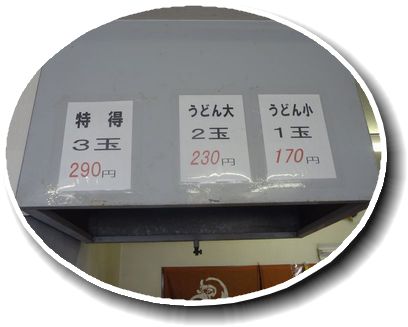 特得
3玉
290円
うどん大
2玉
230円
うどん小
1玉
170円